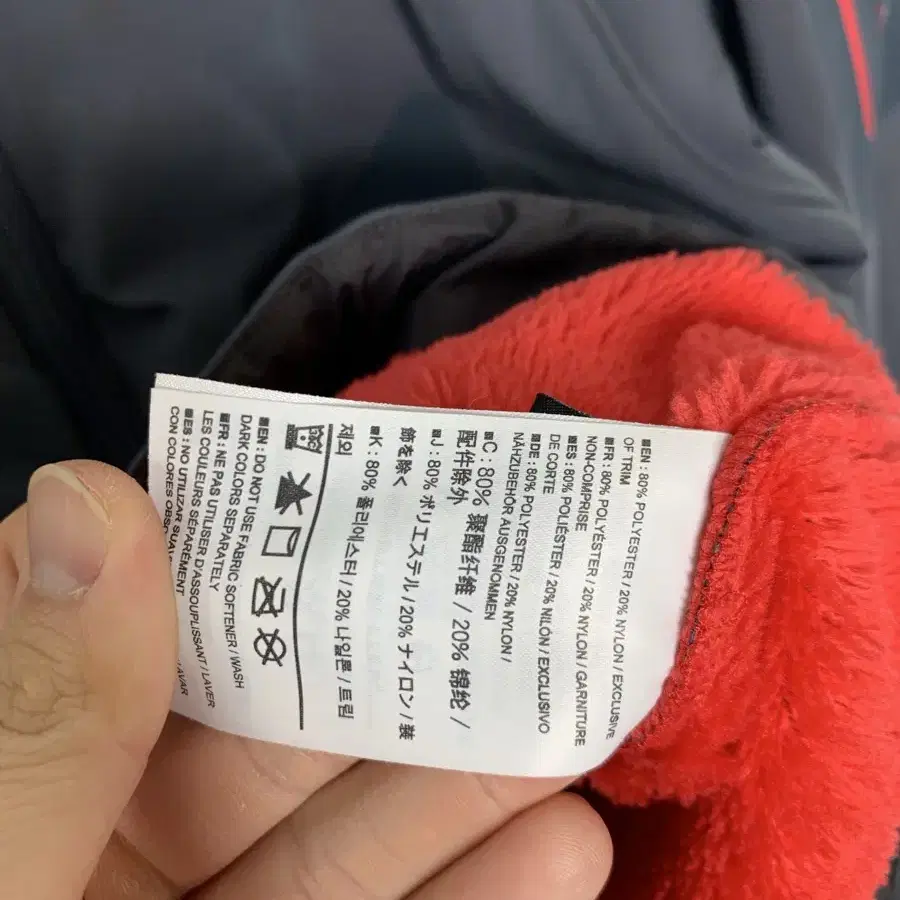 ■EN: 80% POLYESTER / 20% NYLON / EXCLUSIVE
OF TRIM
■FR: 80% POLYÉSTER / 20% NYLON / GARNITURE
NON-COMPRISE
■ES: 80% POLIÉSTER / 20% NILÓN / EXCLUSIVO
DE CORTE
■DE: 80% POLYESTER / 20% NYLON /
NÄHZUBEHÖR AUSGENOMMEN
■C: 80% 聚酯纤维 / 20% 锦纶 /
配件除外
■J: 80% ポリエステル / 20% ナイロン / 装
飾を除く
■K: 80% 폴리에스터 / 20% 나일론 / 트림
제외
■EN: DO NOT USE FABRIC SOFTENER / WASH
DARK COLORS SEPARATELY
■FR: NE PAS UTILISER D'ASSOUPLISSANT / LAVER
LES COULEURS SÉPARÉMENT
■ES: NO UTILIZAR SUAV
LAVAR
CON COLORES OBSC